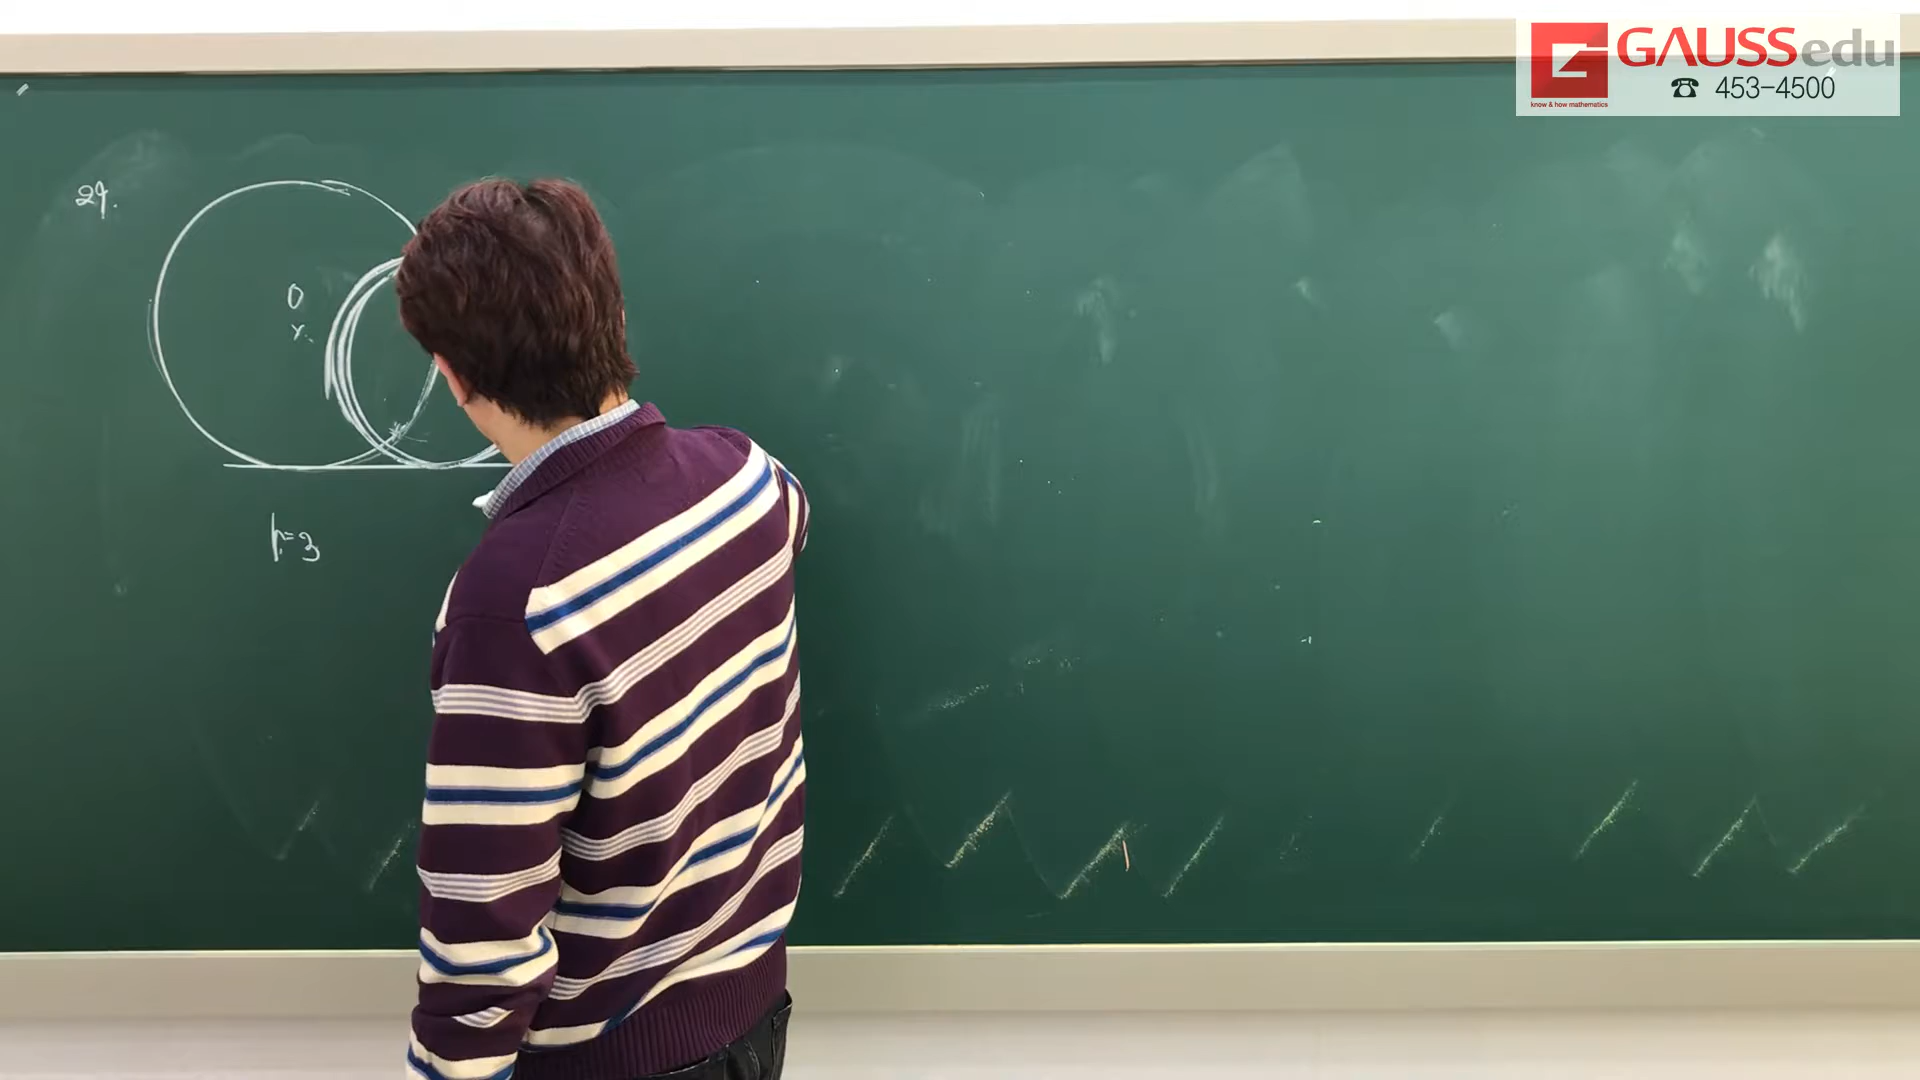 GAUSSedu
know & how mathematics
☎ 453-4500
29.
O
x.
r=3